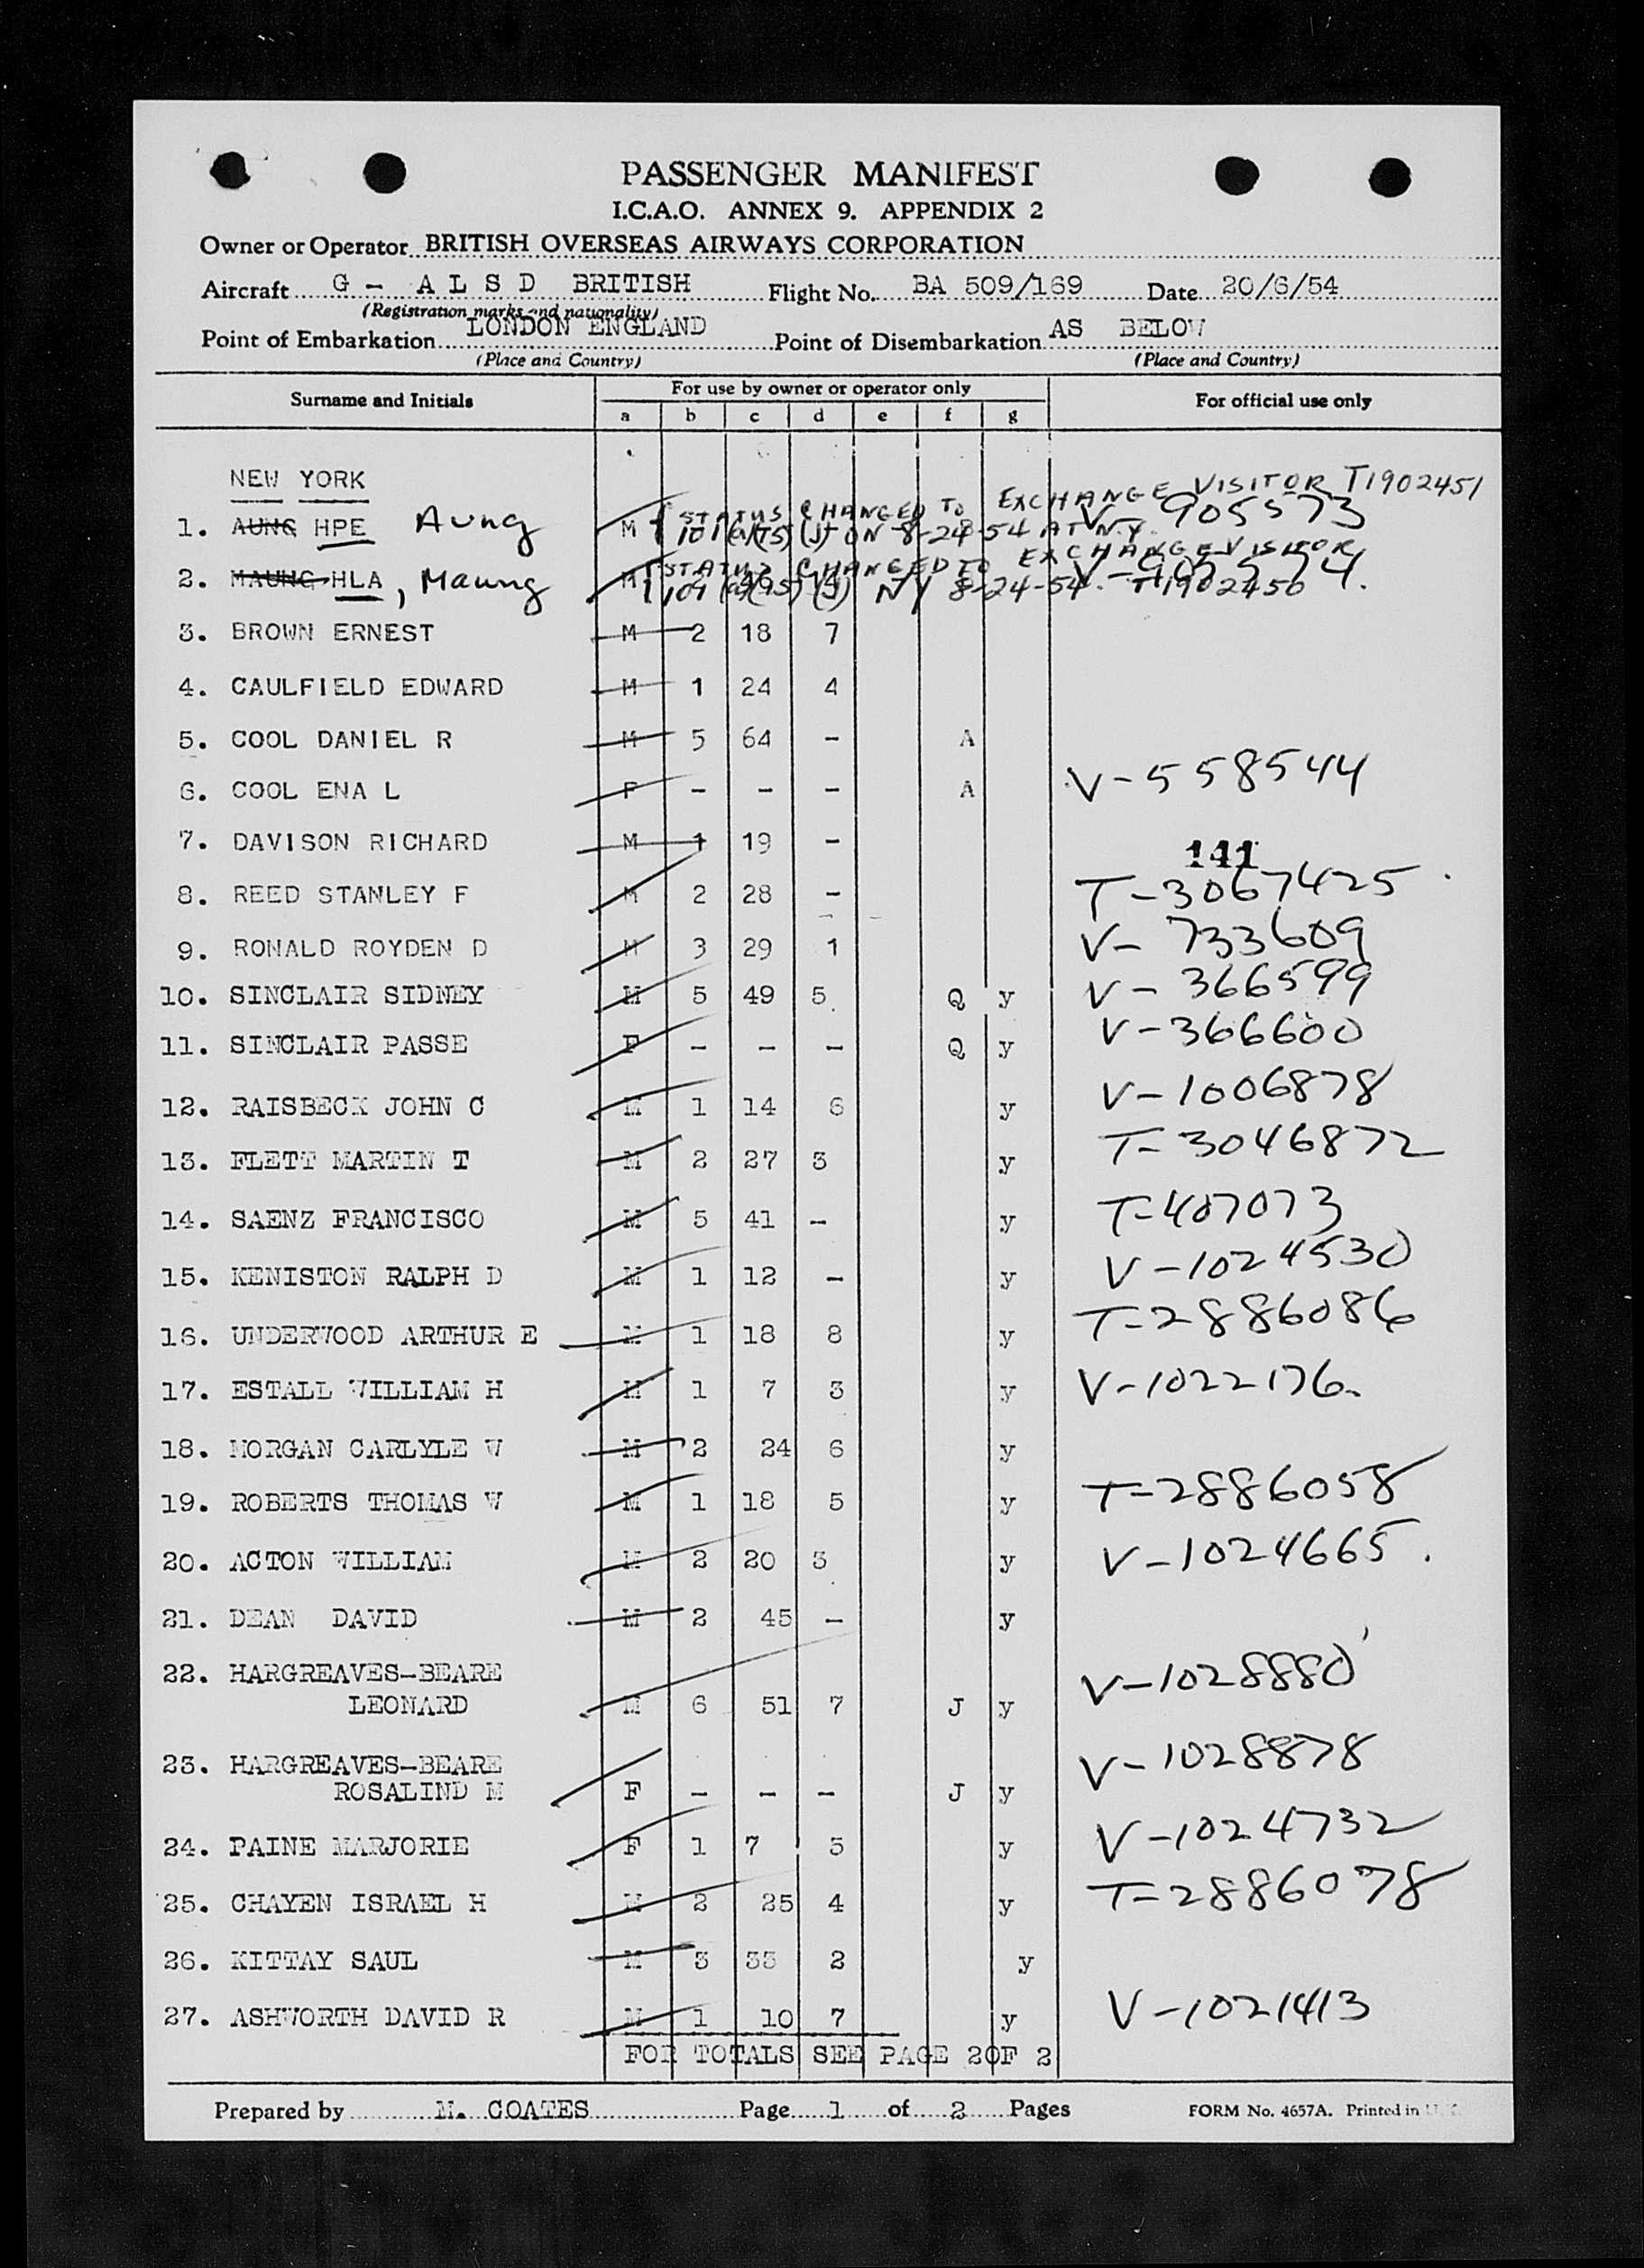 PASSENGER MANIFEST
I.C.A.O. ANNEX 9. APPENDIX 2
Owner or Operator BRITISH OVERSEAS AIRWAYS CORPORATION
Aircraft G - A L S D BRITISH Flight No. BA 509/169 Date 20/6/54
(Registration marks and nationality)
Point of Embarkation LONDON ENGLAND Point of Disembarkation AS BELOW
(Place and Country) (Place and Country)
Surname and Initials For use by owner or operator only For official use only
a b c d e f g
NEW YORK
STATUS CHANGED TO EXCHANGE VISITOR T1902451
1. AUNG HPE Aung M ON 8-24-54 AT N.Y. V-905573
STATUS CHANGED TO EXCHANGE VISITOR
2. MAUNG HLA, Maung M NY 8-24-54. T1902450
3. BROWN ERNEST M 2 18 7
4. CAULFIELD EDWARD M 1 24 4
5. COOL DANIEL R M 5 64 - A
6. COOL ENA L F - - - A V-558544
7. DAVISON RICHARD M 1 19 -
141
8. REED STANLEY F M 2 28 - T-3067425
9. RONALD ROYDEN D M 3 29 1 V-733609
10. SINCLAIR SIDNEY M 5 49 5 Q y V-366599
11. SINCLAIR PASSE F - - - Q y V-366600
12. RAISBECK JOHN C M 1 14 6 y V-1006878
13. FLETT MARTIN T M 2 27 3 y T-3046872
14. SAENZ FRANCISCO M 5 41 - y T-407073
15. KENISTON RALPH D M 1 12 - y V-1024530
16. UNDERWOOD ARTHUR E M 1 18 8 y T-2886086
17. ESTALL WILLIAM H M 1 7 3 y V-1022176
18. MORGAN CARLYLE W M 2 24 6 y
19. ROBERTS THOMAS W M 1 18 5 y T-2886058
20. ACTON WILLIAM M 2 20 3 y V-1024665.
21. DEAN DAVID M 2 45 - y
22. HARGREAVES-BEARE V-1028880
LEONARD M 6 51 7 J y
23. HARGREAVES-BEARE V-1028878
ROSALIND M F - - - J y
24. PAINE MARJORIE F 1 7 5 y V-1024732
25. CHAYEN ISRAEL H M 2 25 4 y T-2886078
26. KITTAY SAUL M 3 33 2 y
27. ASHWORTH DAVID R M 1 10 7 y V-1021413
FOR TOTALS SEE PAGE 2OF 2
Prepared by M. COATES Page 1 of 2 Pages FORM No. 4657A. Printed in